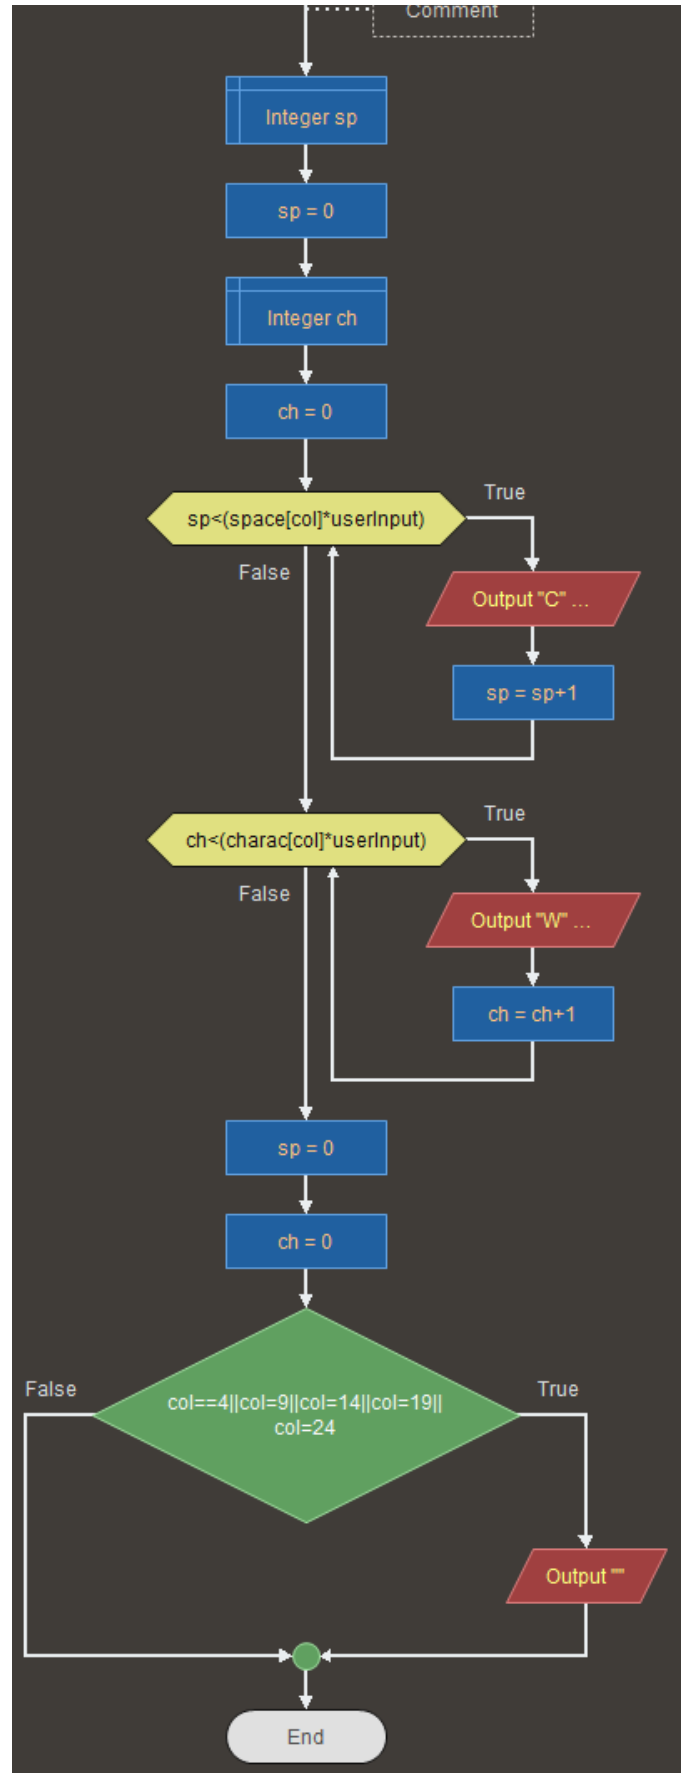 Comment
Integer sp
sp = 0
Integer ch
ch = 0
sp<(space[col]*userInput)
True
False
Output "C" ...
sp = sp+1
ch<(charac[col]*userInput)
True
False
Output "W" ...
ch = ch+1
sp = 0
ch = 0
False
col==4||col=9||col=14||col=19||
col=24
True
Output ""
End